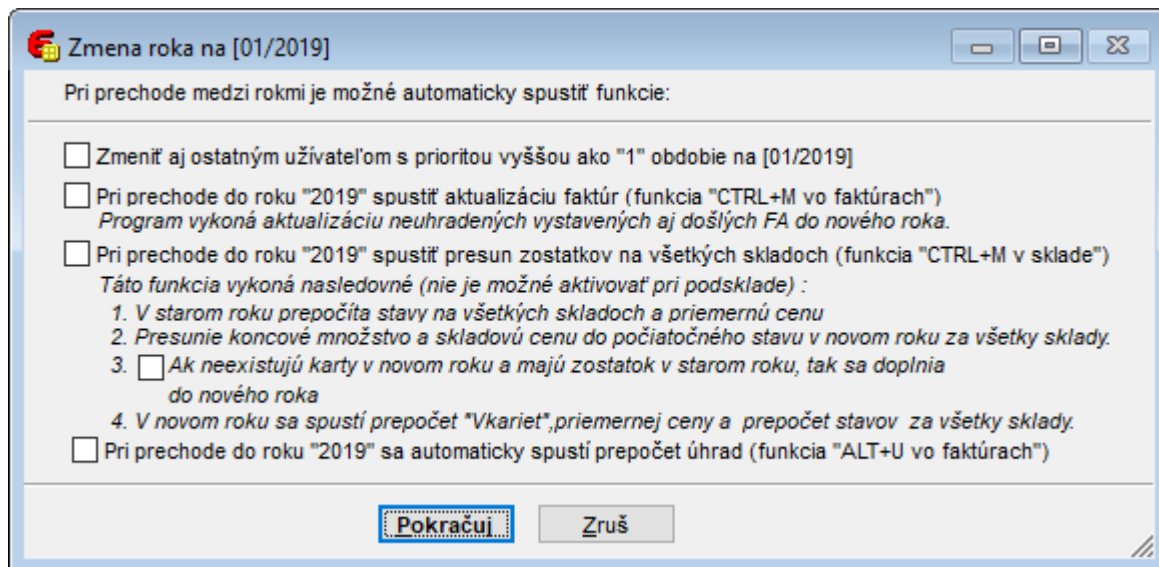 Zmena roka na [01/2019]
Pri prechode medzi rokmi je možné automaticky spustiť funkcie:
Zmeniť aj ostatným užívateľom s prioritou vyššou ako "1" obdobie na [01/2019]
Pri prechode do roku "2019" spustiť aktualizáciu faktúr (funkcia "CTRL+M vo faktúrach")
Program vykoná aktualizáciu neuhradených vystavených aj došlých FA do nového roka.
Pri prechode do roku "2019" spustiť presun zostatkov na všetkých skladoch (funkcia "CTRL+M v sklade")
Táto funkcia vykoná nasledovné (nie je možné aktivovať pri podsklade) :
1. V starom roku prepočíta stavy na všetkých skladoch a priemernú cenu
2. Presunie koncové množstvo a skladovú cenu do počiatočného stavu v novom roku za všetky sklady.
3. Ak neexistujú karty v novom roku a majú zostatok v starom roku, tak sa doplnia
do nového roka
4. V novom roku sa spustí prepočet "Vkariet",priemernej ceny a prepočet stavov za všetky sklady.
Pri prechode do roku "2019" sa automaticky spustí prepočet úhrad (funkcia "ALT+U vo faktúrach")
Pokračuj Zruš